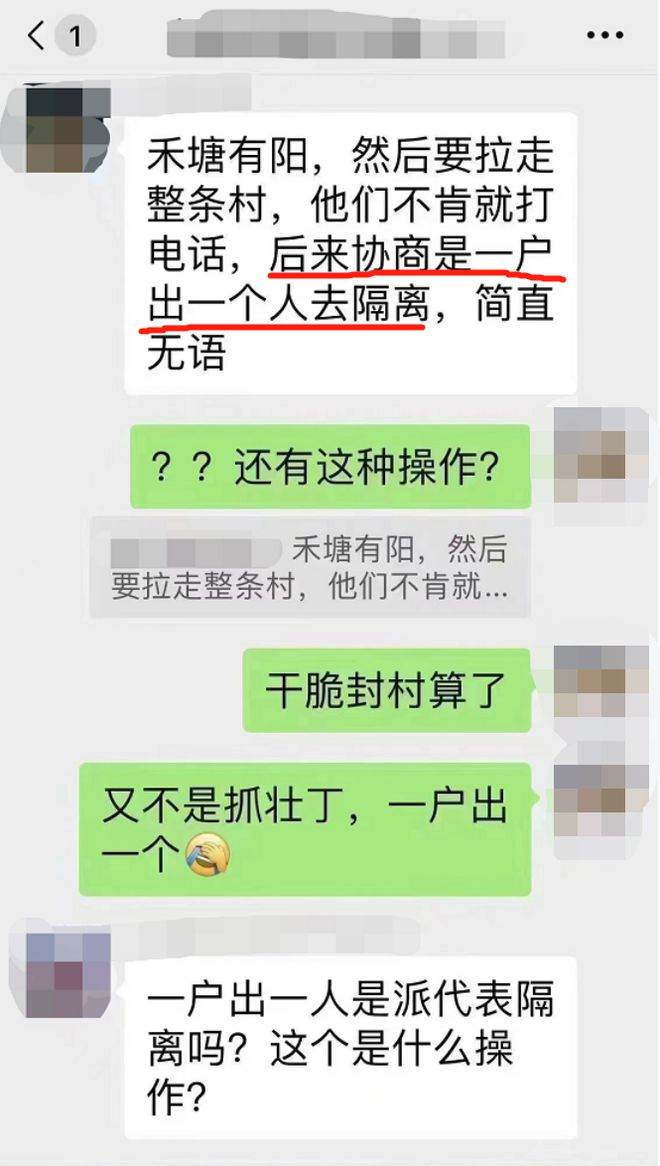 1
禾塘有阳，然后要拉走
整条村，他们不肯就打
电话，后来协商是一户
出一个人去隔离，简直
无语
？？还有这种操作？
禾塘有阳，然后
要拉走整条村，他们不肯就...
干脆封村算了
又不是抓壮丁，一户出
一个🤦
一户出一人是派代表隔
离吗？这个是什么操
作？